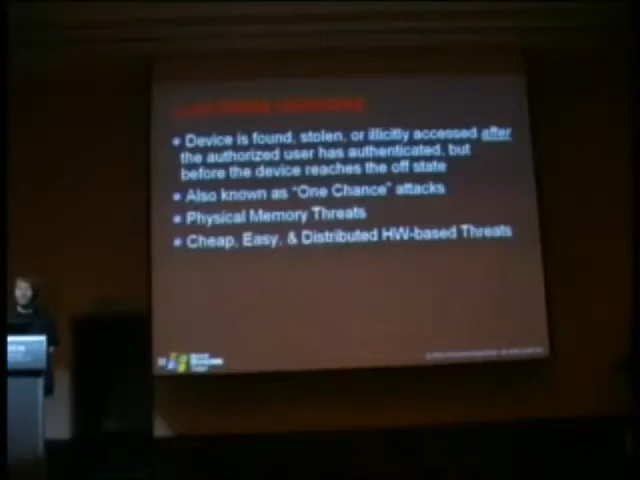 Device is found, stolen, or illicitly accessed after
the authorized user has authenticated, but
before the device reaches the off state
Also known as "One Chance" attacks
Physical Memory Threats
Cheap, Easy, & Distributed HW-based Threats